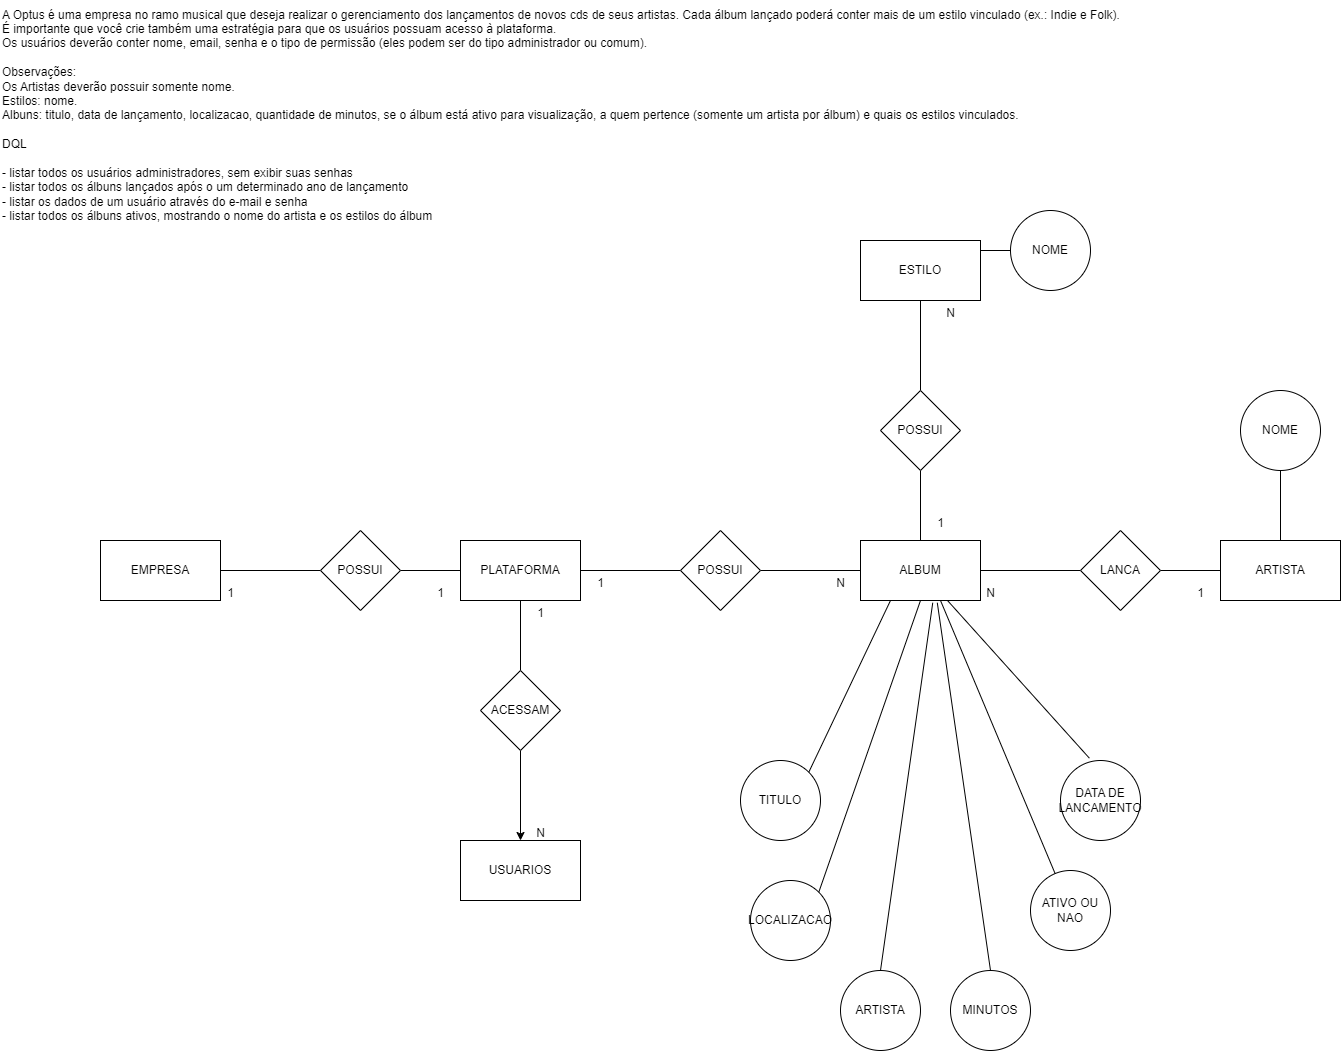 A Optus é uma empresa no ramo musical que deseja realizar o gerenciamento dos lançamentos de novos cds de seus artistas. Cada álbum lançado poderá conter mais de um estilo vinculado (ex.: Indie e Folk).
É importante que você crie também uma estratégia para que os usuários possuam acesso à plataforma.
Os usuários deverão conter nome, email, senha e o tipo de permissão (eles podem ser do tipo administrador ou comum).
Observações:
Os Artistas deverão possuir somente nome.
Estilos: nome.
Albuns: titulo, data de lançamento, localizacao, quantidade de minutos, se o álbum está ativo para visualização, a quem pertence (somente um artista por álbum) e quais os estilos vinculados.
DQL
- listar todos os usuários administradores, sem exibir suas senhas
- listar todos os álbuns lançados após o um determinado ano de lançamento
- listar os dados de um usuário através do e-mail e senha
- listar todos os álbuns ativos, mostrando o nome do artista e os estilos do álbum
ESTILO
NOME
N
POSSUI
NOME
1
EMPRESA
POSSUI
PLATAFORMA
POSSUI
ALBUM
LANCA
ARTISTA
1
1
1
N
N
1
1
ACESSAM
N
USUARIOS
TITULO
DATA DE
LANCAMENTO
LOCALIZACAO
ATIVO OU
NAO
ARTISTA
MINUTOS